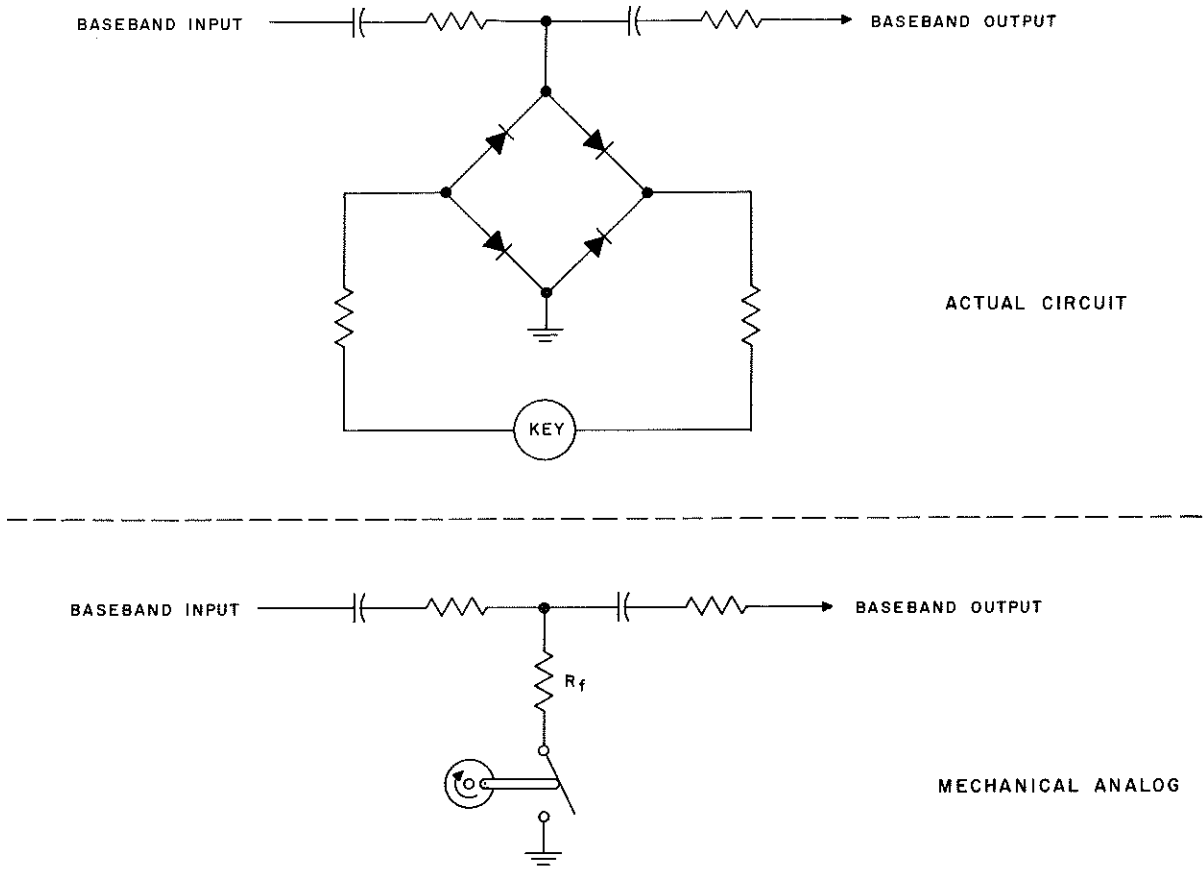 BASEBAND INPUT
BASEBAND OUTPUT
ACTUAL CIRCUIT
KEY
BASEBAND INPUT
BASEBAND OUTPUT
Rf
MECHANICAL ANALOG